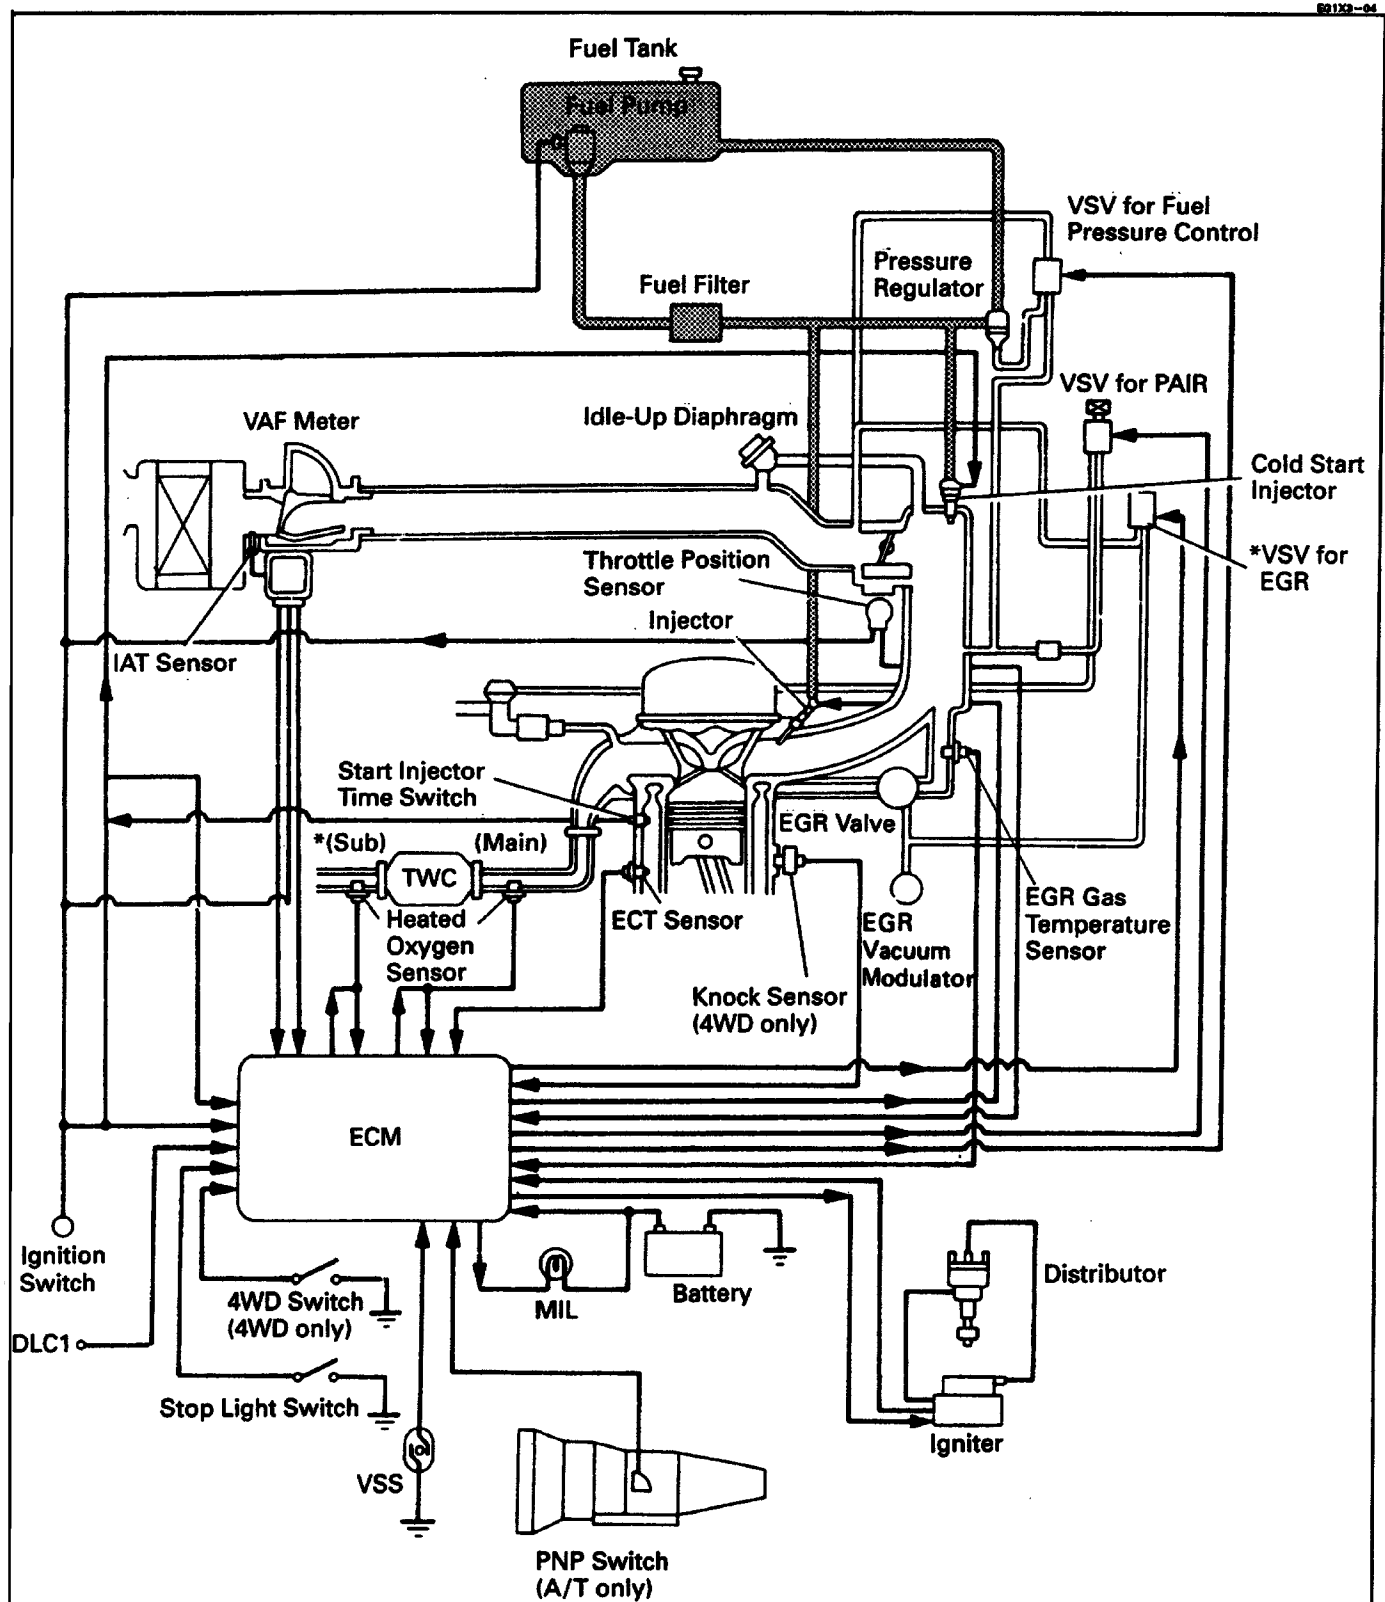 EG1X3-04
Fuel Tank
Fuel Pump
VSV for Fuel
Pressure Control
Pressure
Regulator
Fuel Filter
VSV for PAIR
Idle-Up Diaphragm
VAF Meter
Cold Start
Injector
*VSV for
EGR
Throttle Position
Sensor
Injector
IAT Sensor
Start Injector
Time Switch
EGR Valve
*(Sub)
(Main)
TWC
Heated
Oxygen
Sensor
ECT Sensor
EGR
Vacuum
Modulator
EGR Gas
Temperature
Sensor
Knock Sensor
(4WD only)
ECM
Ignition
Switch
4WD Switch
(4WD only)
MIL
Battery
Distributor
DLC1
Stop Light Switch
Igniter
VSS
PNP Switch
(A/T only)